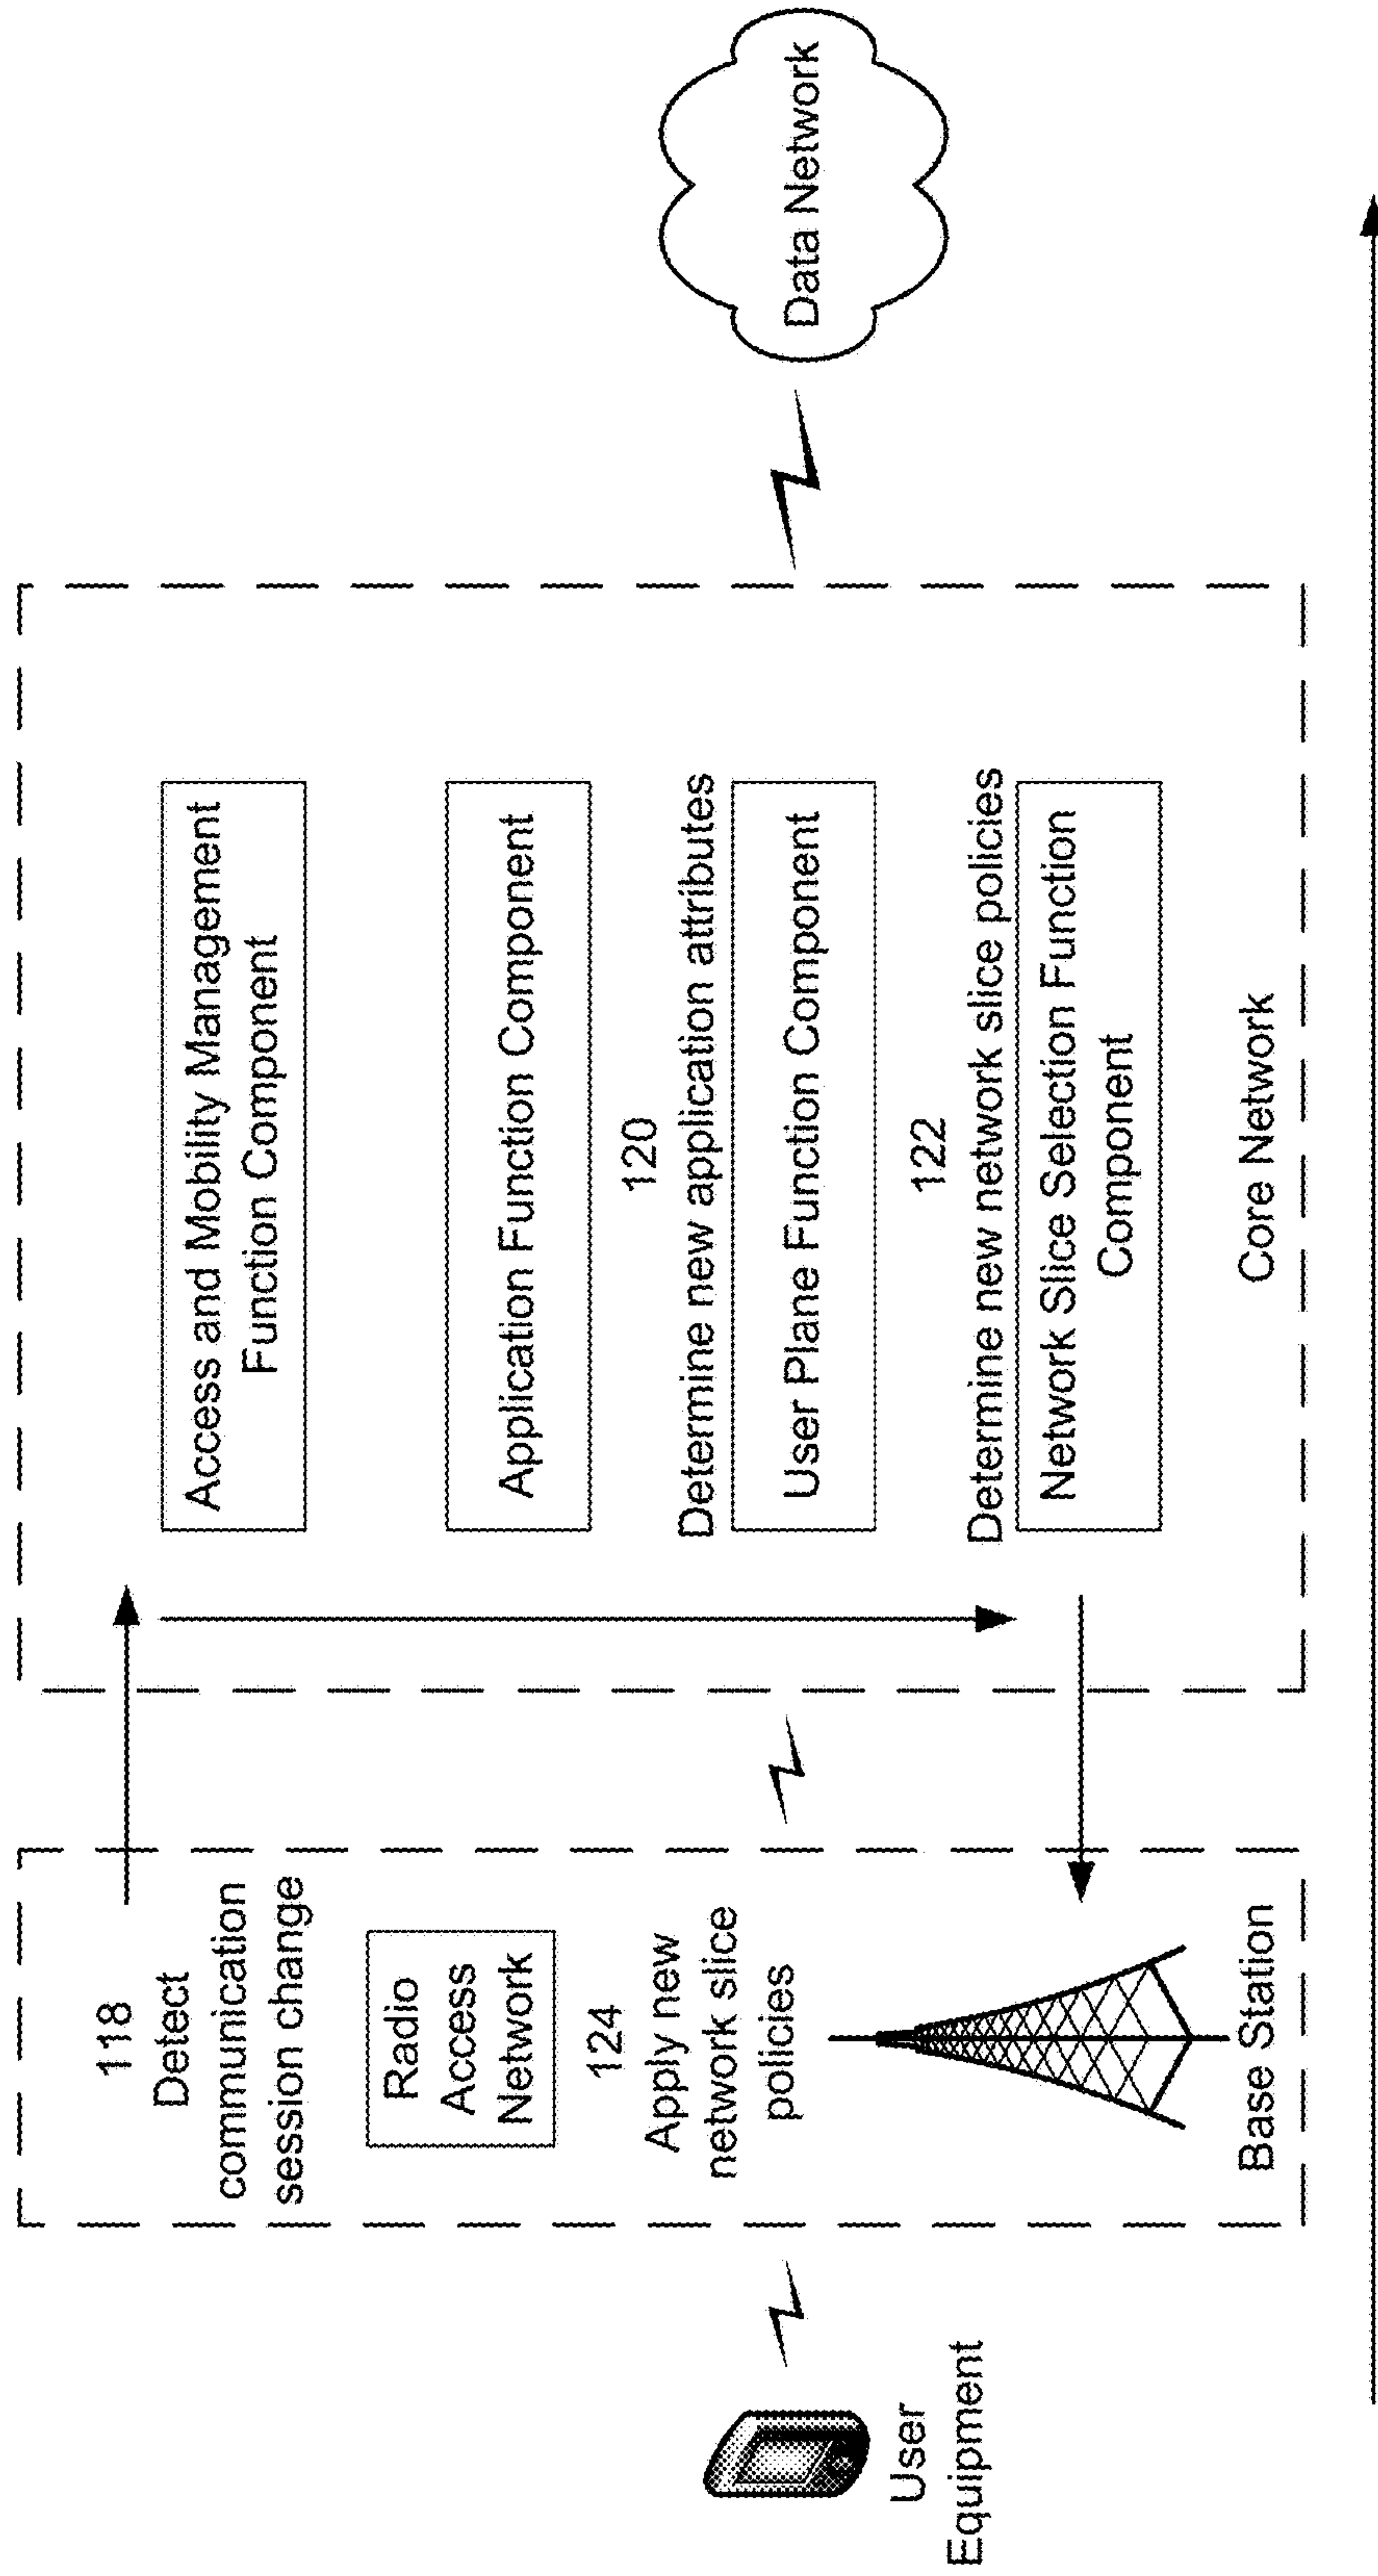 118
Detect
communication
session change
Radio
Access
Network
124
Apply new
network slice
policies
Base Station
User
Equipment
Access and Mobility Management
Function Component
Application Function Component
120
Determine new application attributes
User Plane Function Component
122
Determine new network slice policies
Network Slice Selection Function
Component
Core Network
Data Network